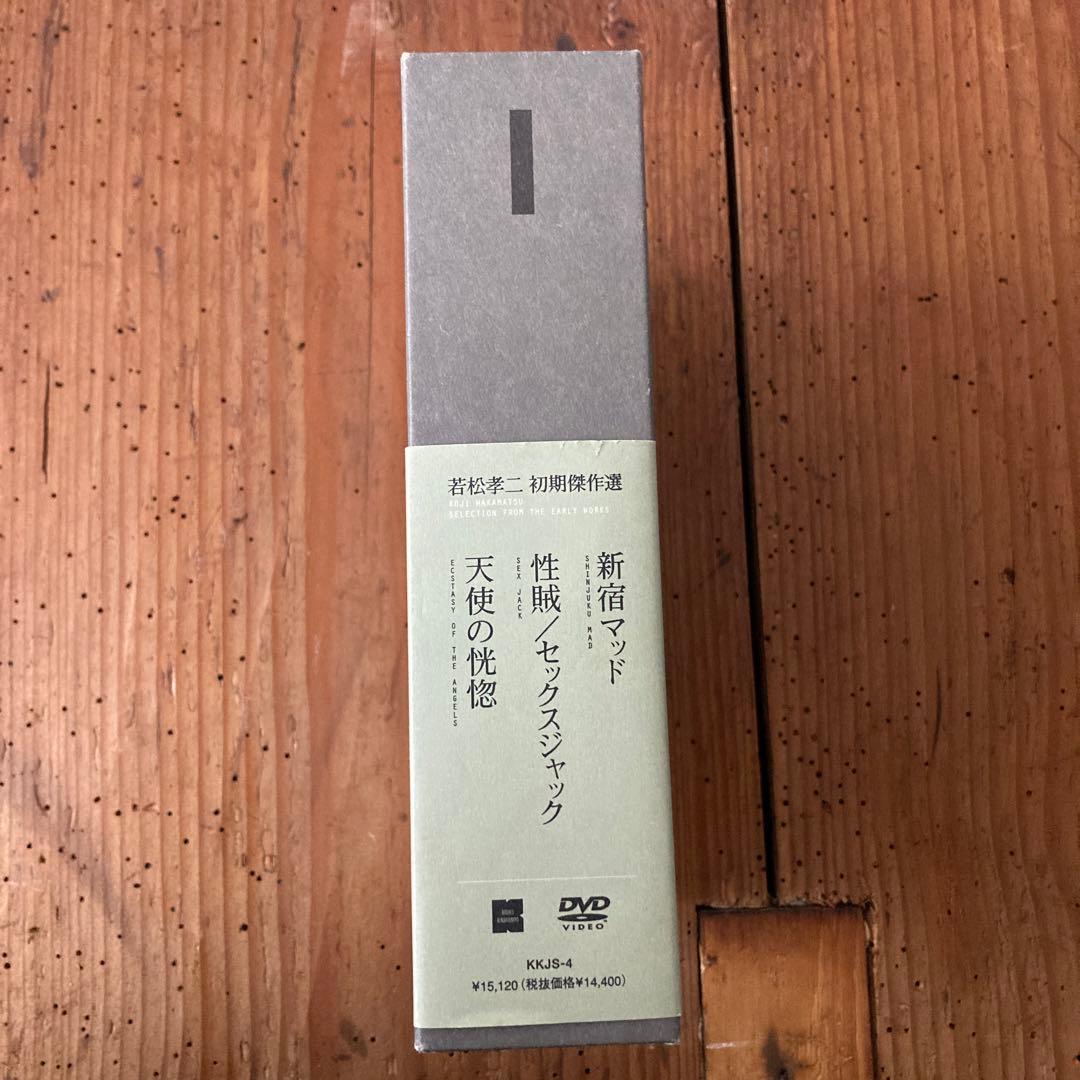 若松孝二 初期傑作選
KOJI WAKAMATSU
SELECTION FROM THE EARLY WORKS
新宿マッド
SHINJUKU MAD
性賊/セックスジャック
SEX JACK
天使の恍惚
ECSTASY OF THE ANGELS
DVD
VIDEO
KKJS-4
¥15,120(税抜価格¥14,400)